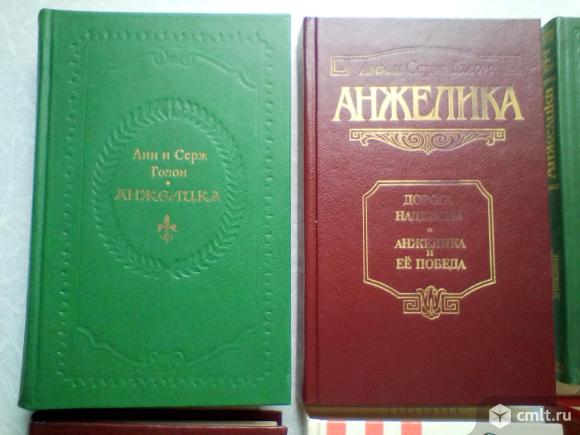 Анн и Серж
Голон
АНЖЕЛИКА
Анн и Серж Голон
АНЖЕЛИКА
ДОРОГА
НАДЕЖДЫ
АНЖЕЛИКА
И
ЕЁ ПОБЕДА
Анжелика
cmlt.ru